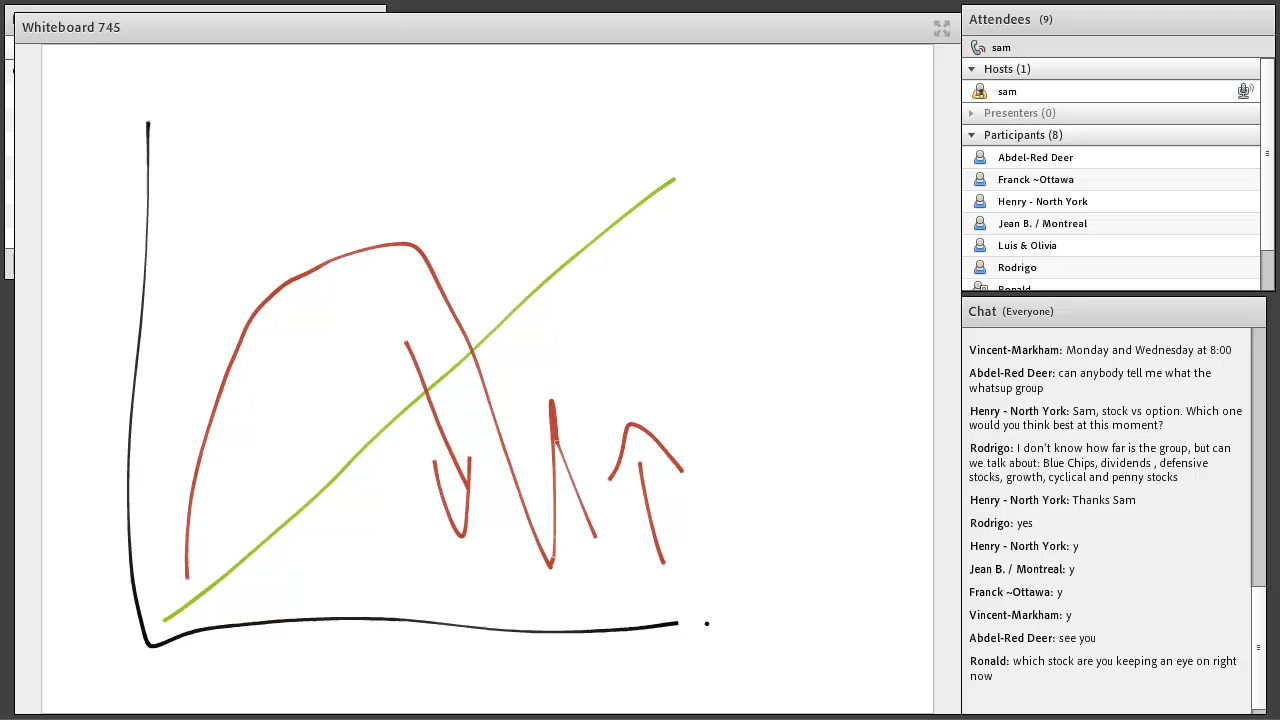 Whiteboard 745
Attendees (9)
sam
Hosts (1)
sam
Presenters (0)
Participants (8)
Abdel-Red Deer
Franck ~Ottawa
Henry - North York
Jean B. / Montreal
Luis & Olivia
Rodrigo
Ronald
Chat (Everyone)
Vincent-Markham: Monday and Wednesday at 8:00
Abdel-Red Deer: can anybody tell me what the
whatsup group
Henry - North York: Sam, stock vs option. Which one
would you think best at this moment?
Rodrigo: I don't know how far is the group, but can
we talk about: Blue Chips, dividends , defensive
stocks, growth, cyclical and penny stocks
Henry - North York: Thanks Sam
Rodrigo: yes
Henry - North York: y
Jean B. / Montreal: y
Franck ~Ottawa: y
Vincent-Markham: y
Abdel-Red Deer: see you
Ronald: which stock are you keeping an eye on right
now